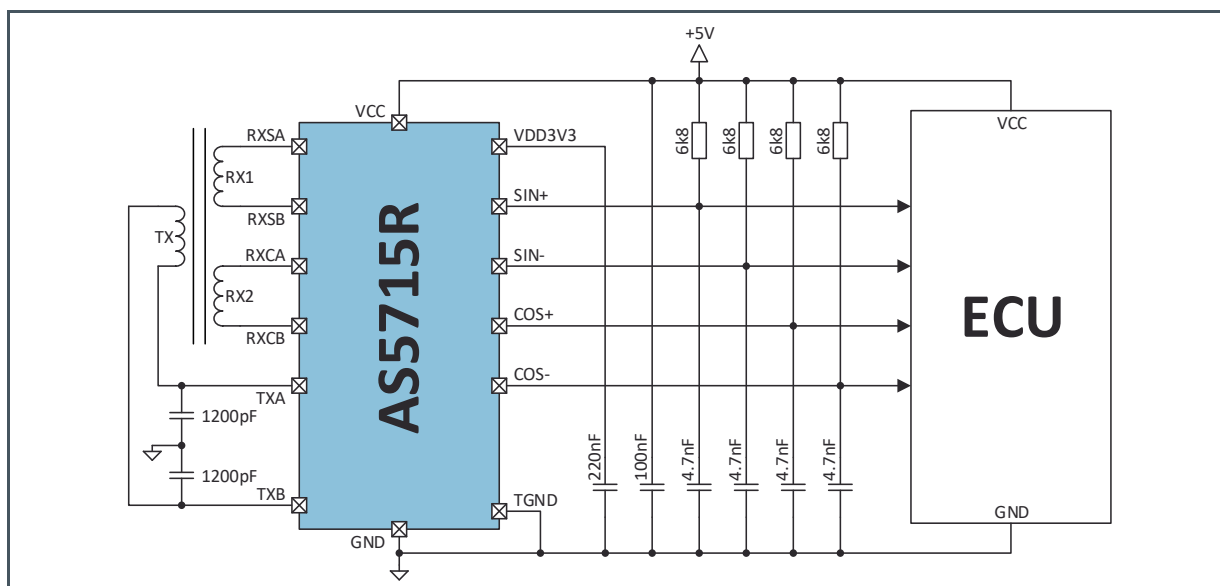 +5V
VCC
VCC
RXSA
VDD3V3
6k8
6k8
6k8
6k8
RX1
RXSB
SIN+
TX
RXCA
SIN-
RX2
RXCB
COS+
AS5715R
ECU
TXA
COS-
1200pF
1200pF
220nF
100nF
4.7nF
4.7nF
4.7nF
4.7nF
TXB
TGND
GND
GND